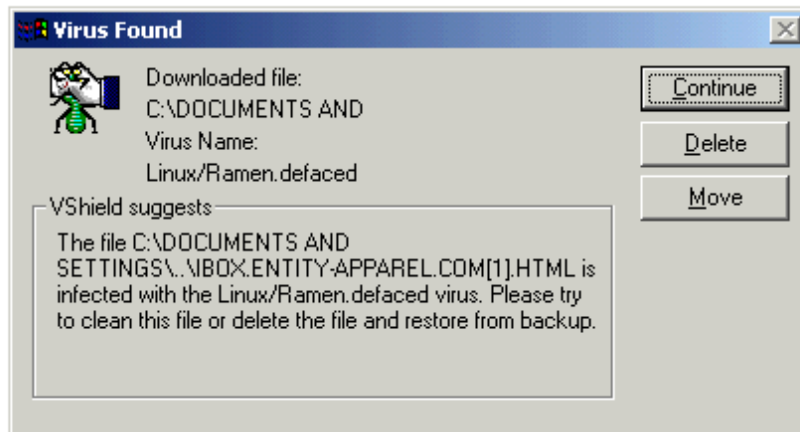 Virus Found
Downloaded file:
C:\DOCUMENTS AND
Virus Name:
Linux/Ramen.defaced
Continue
Delete
Move
VShield suggests
The file C:\DOCUMENTS AND
SETTINGS\..\IBOX.ENTITY-APPAREL.COM[1].HTML is
infected with the Linux/Ramen.defaced virus. Please try
to clean this file or delete the file and restore from backup.